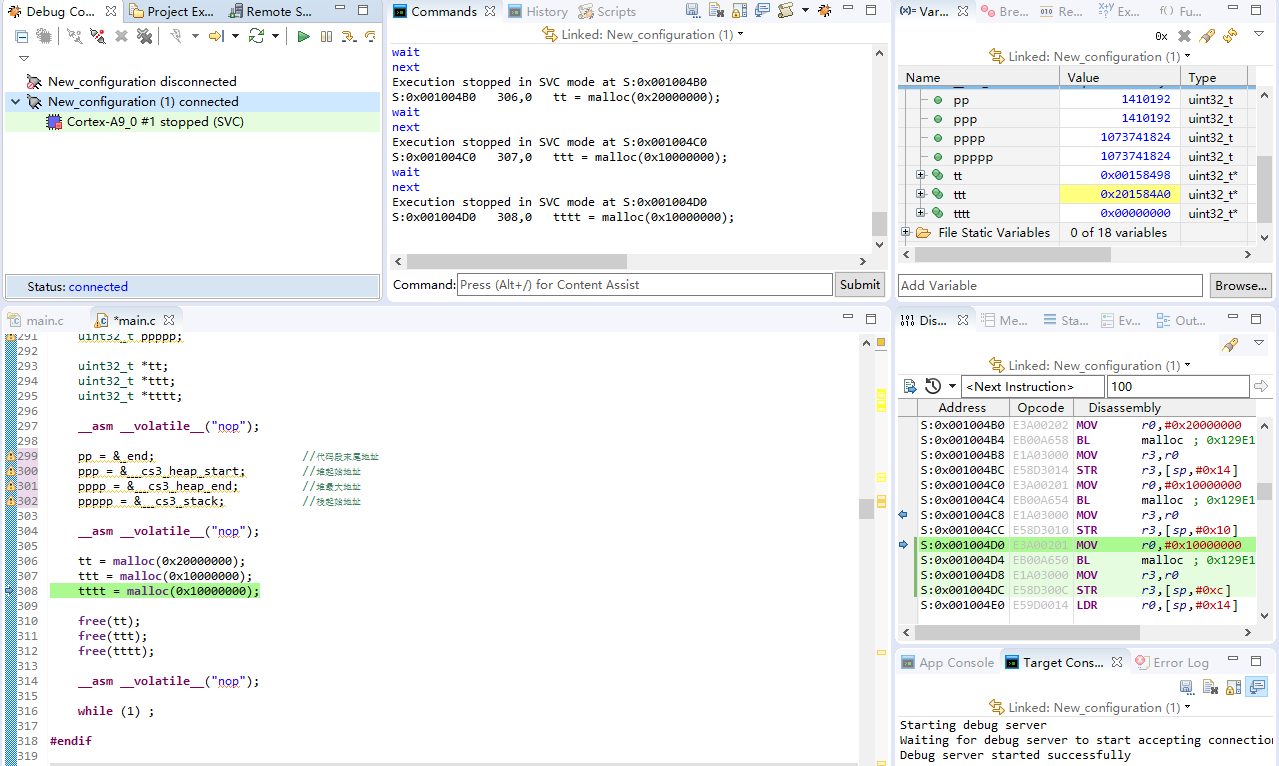 Debug Co...
Project Ex...
Remote S...
New_configuration disconnected
New_configuration (1) connected
Cortex-A9_0 #1 stopped (SVC)
Status: connected
Commands
History
Scripts
Linked: New_configuration (1)
wait
next
Execution stopped in SVC mode at S:0x001004B0
S:0x001004B0   306,0   tt = malloc(0x20000000);
wait
next
Execution stopped in SVC mode at S:0x001004C0
S:0x001004C0   307,0   ttt = malloc(0x10000000);
wait
next
Execution stopped in SVC mode at S:0x001004D0
S:0x001004D0   308,0   tttt = malloc(0x10000000);
Command: Press (Alt+/) for Content Assist
Submit
(x)= Var...
Bre...
010 Re...
Ex...
f() Fu...
0x
Linked: New_configuration (1)
Name Value Type
pp 1410192 uint32_t
ppp 1410192 uint32_t
pppp 1073741824 uint32_t
ppppp 1073741824 uint32_t
tt 0x00158498 uint32_t*
ttt 0x201584A0 uint32_t*
tttt 0x00000000 uint32_t*
File Static Variables 0 of 18 variables
Add Variable
Browse...
main.c
*main.c
291 uint32_t ppppp;
292
293 uint32_t *tt;
294 uint32_t *ttt;
295 uint32_t *tttt;
296
297 __asm __volatile__("nop");
298
299 pp = &_end; //代码段末尾地址
300 ppp = &__cs3_heap_start; //堆起始地址
301 pppp = &__cs3_heap_end; //堆最大地址
302 ppppp = &__cs3_stack; //栈起始地址
303
304 __asm __volatile__("nop");
305
306 tt = malloc(0x20000000);
307 ttt = malloc(0x10000000);
308 tttt = malloc(0x10000000);
309
310 free(tt);
311 free(ttt);
312 free(tttt);
313
314 __asm __volatile__("nop");
315
316 while (1) ;
317
318 #endif
319
Dis...
Me...
Sta...
Ev...
Out...
Linked: New_configuration (1)
<Next Instruction> 100
Address Opcode Disassembly
S:0x001004B0 E3A00202 MOV r0,#0x20000000
S:0x001004B4 EB00A658 BL malloc ; 0x129E1
S:0x001004B8 E1A03000 MOV r3,r0
S:0x001004BC E58D3014 STR r3,[sp,#0x14]
S:0x001004C0 E3A00201 MOV r0,#0x10000000
S:0x001004C4 EB00A654 BL malloc ; 0x129E1
S:0x001004C8 E1A03000 MOV r3,r0
S:0x001004CC E58D3010 STR r3,[sp,#0x10]
S:0x001004D0 E3A00201 MOV r0,#0x10000000
S:0x001004D4 EB00A650 BL malloc ; 0x129E1
S:0x001004D8 E1A03000 MOV r3,r0
S:0x001004DC E58D300C STR r3,[sp,#0xc]
S:0x001004E0 E59D0014 LDR r0,[sp,#0x14]
App Console
Target Cons...
Error Log
Linked: New_configuration (1)
Starting debug server
Waiting for debug server to start accepting connection
Debug server started successfully